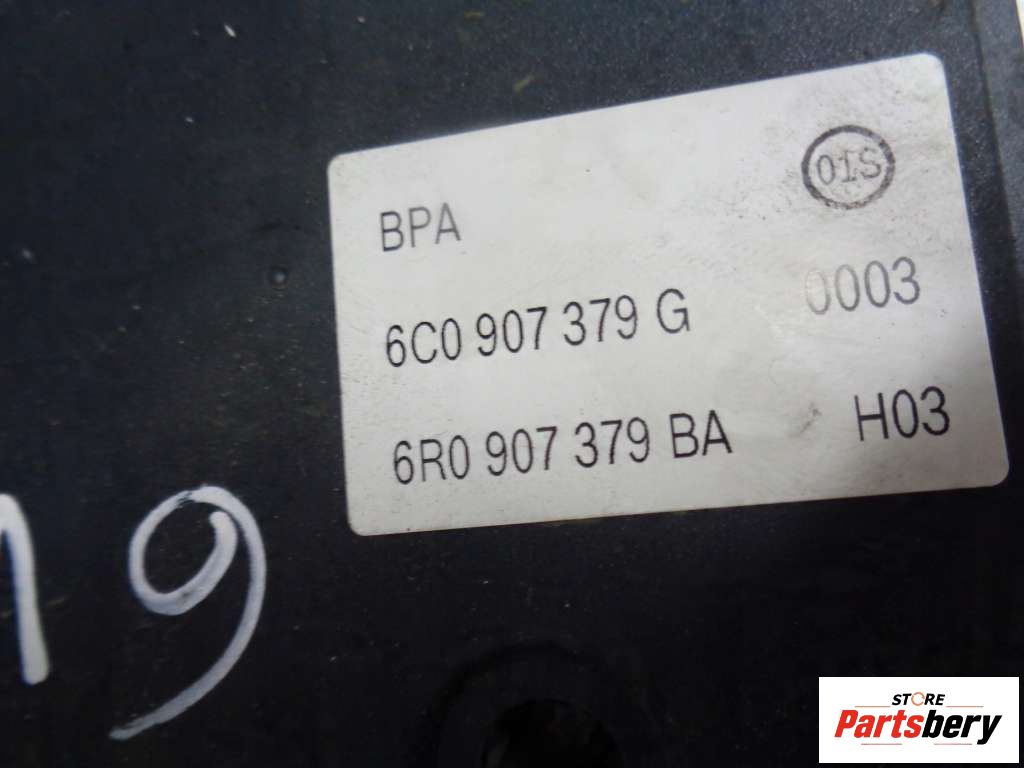 01S
BPA
6C0 907 379 G 0003
6R0 907 379 BA H03
19
STORE
Partsbery